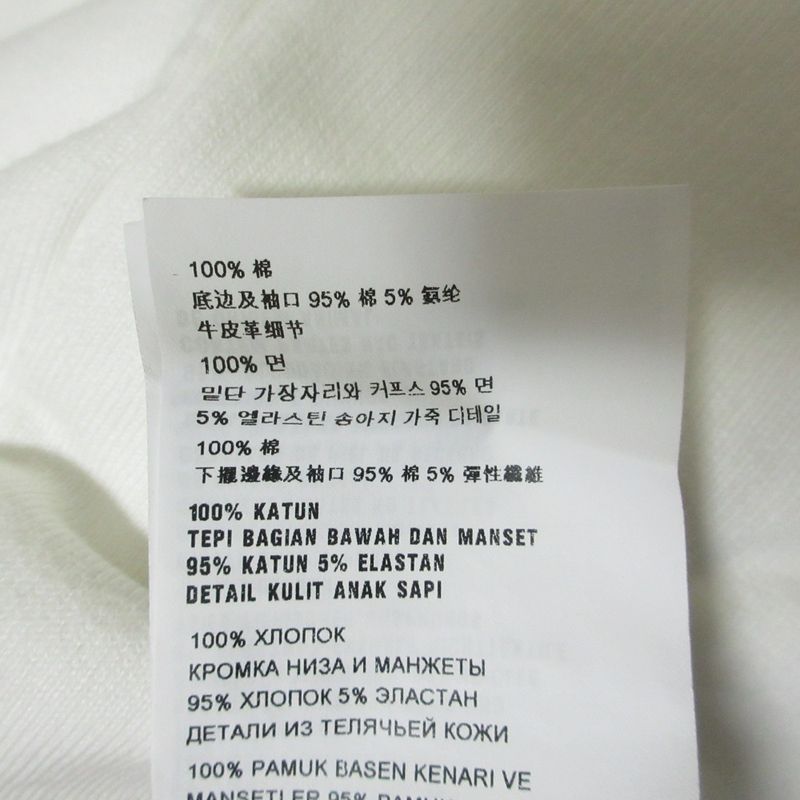 100% 棉
底边及袖口 95% 棉 5% 氨纶
牛皮革细节
100% 면
밑단 가장자리와 커프스 95% 면
5% 엘라스틴 송아지 가죽 디테일
100% 棉
下擺邊緣及袖口 95% 棉 5% 彈性纖維
100% KATUN
TEPI BAGIAN BAWAH DAN MANSET
95% KATUN 5% ELASTAN
DETAIL KULIT ANAK SAPI
100% ХЛОПОК
КРОМКА НИЗА И МАНЖЕТЫ
95% ХЛОПОК 5% ЭЛАСТАН
ДЕТАЛИ ИЗ ТЕЛЯЧЬЕЙ КОЖИ
100% PAMUK BASEN KENARI VE
MANSETLER 95% PAMUK